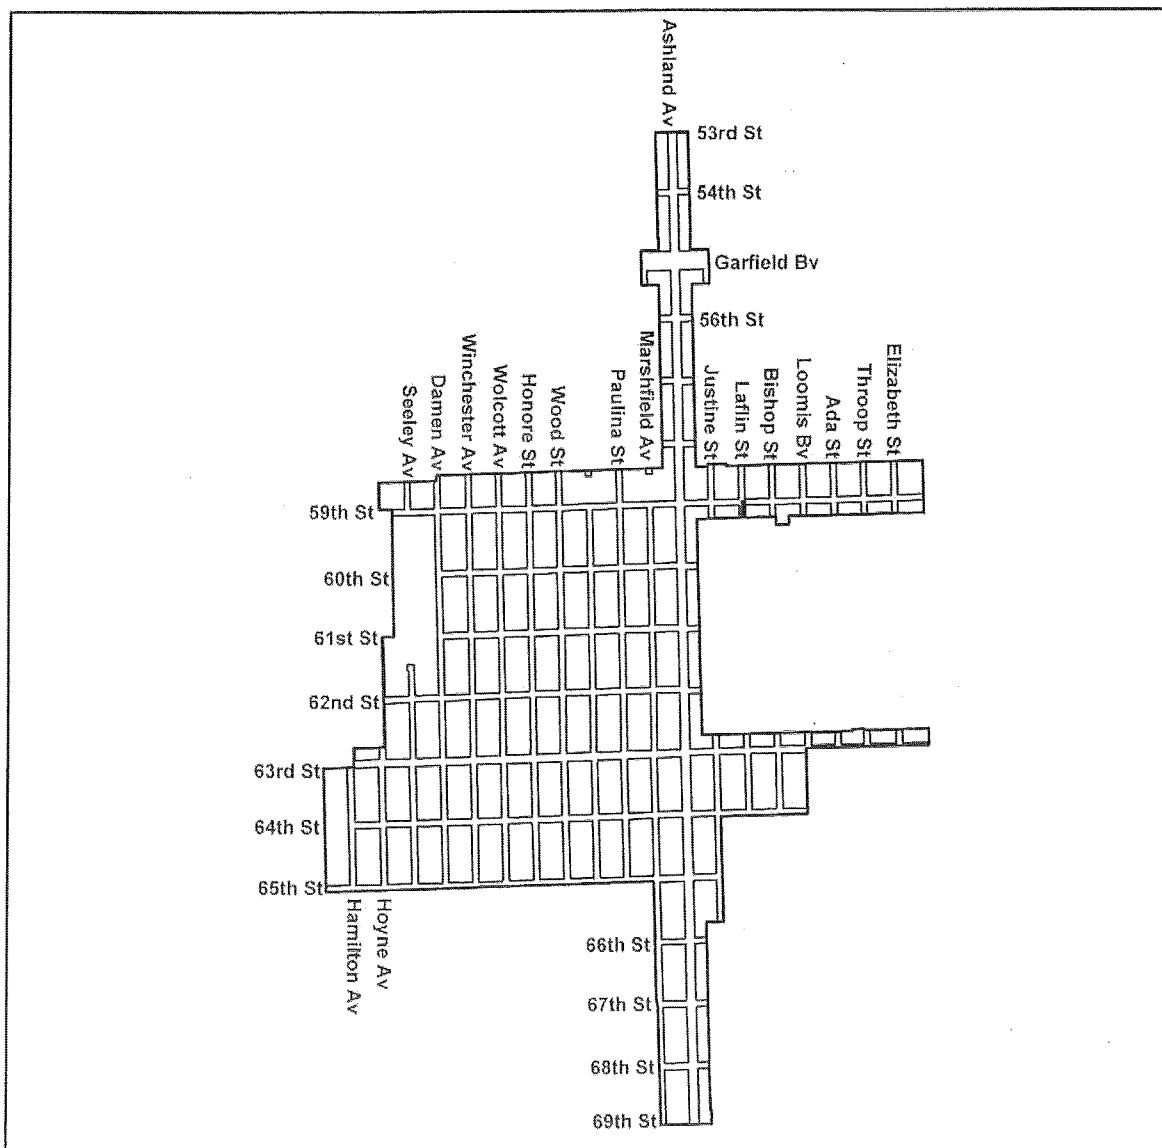 Ashland Av
53rd St
54th St
Garfield Bv
56th St
Seeley Av
Damen Av
Winchester Av
Wolcott Av
Honore St
Wood St
Paulina St
Marshfield Av
Justine St
Laflin St
Bishop St
Loomis Bv
Ada St
Throop St
Elizabeth St
59th St
60th St
61st St
62nd St
63rd St
64th St
65th St
Hamilton Av
Hoyne Av
66th St
67th St
68th St
69th St